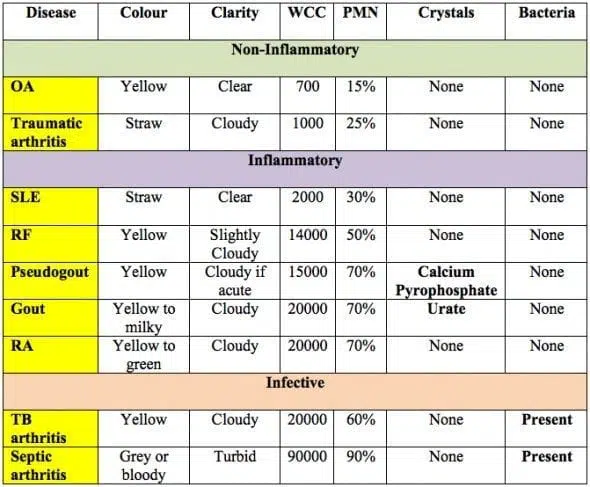 Disease Colour Clarity WCC PMN Crystals Bacteria
Non-Inflammatory
OA Yellow Clear 700 15% None None
Traumatic Straw Cloudy 1000 25% None None
arthritis
Inflammatory
SLE Straw Clear 2000 30% None None
RF Yellow Slightly 14000 50% None None
Cloudy
Pseudogout Yellow Cloudy if 15000 70% Calcium None
acute Pyrophosphate
Gout Yellow to Cloudy 20000 70% Urate None
milky
RA Yellow to Cloudy 20000 70% None None
green
Infective
TB Yellow Cloudy 20000 60% None Present
arthritis
Septic Grey or Turbid 90000 90% None Present
arthritis bloody